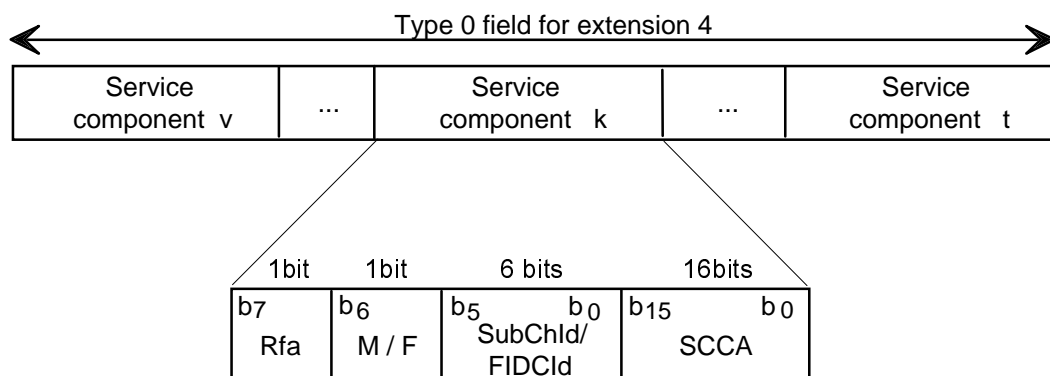 Type 0 field for extension 4
Service component v ... Service component k ... Service component t
1bit 1bit 6 bits 16bits
b7 b6 b5 b0 b15 b0
Rfa M / F SubChId/ FIDCId SCCA